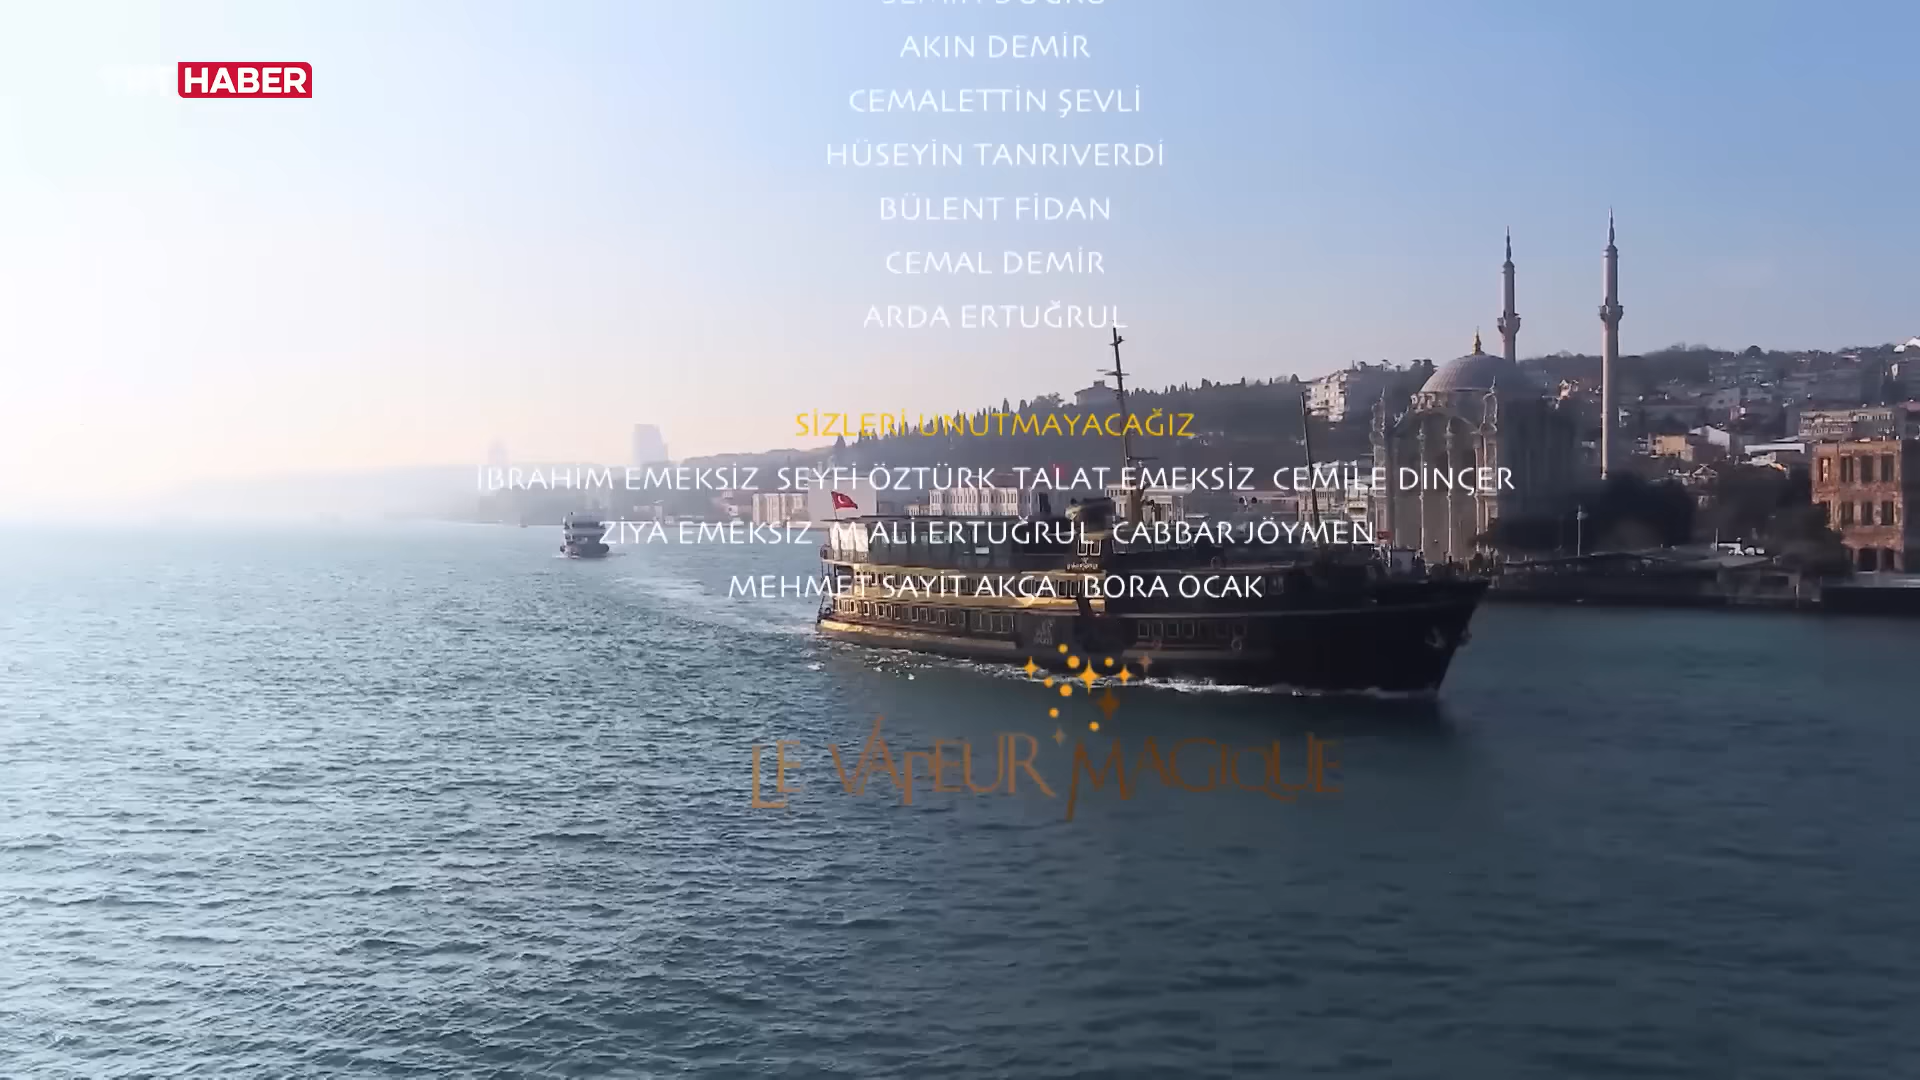 TRT HABER
AKIN DEMİR
CEMALETTİN ŞEVLİ
HÜSEYİN TANRIVERDİ
BÜLENT FİDAN
CEMAL DEMİR
ARDA ERTUĞRUL
SİZLERİ UNUTMAYACAĞIZ
İBRAHİM EMEKSİZ SEYFİ ÖZTÜRK TALAT EMEKSİZ CEMİLE DİNÇER
ZİYA EMEKSİZ M.ALİ ERTUĞRUL CABBAR JÖYMEN
MEHMET SAYİT AKÇA BORA OCAK
LE VAPEUR MAGIQUE